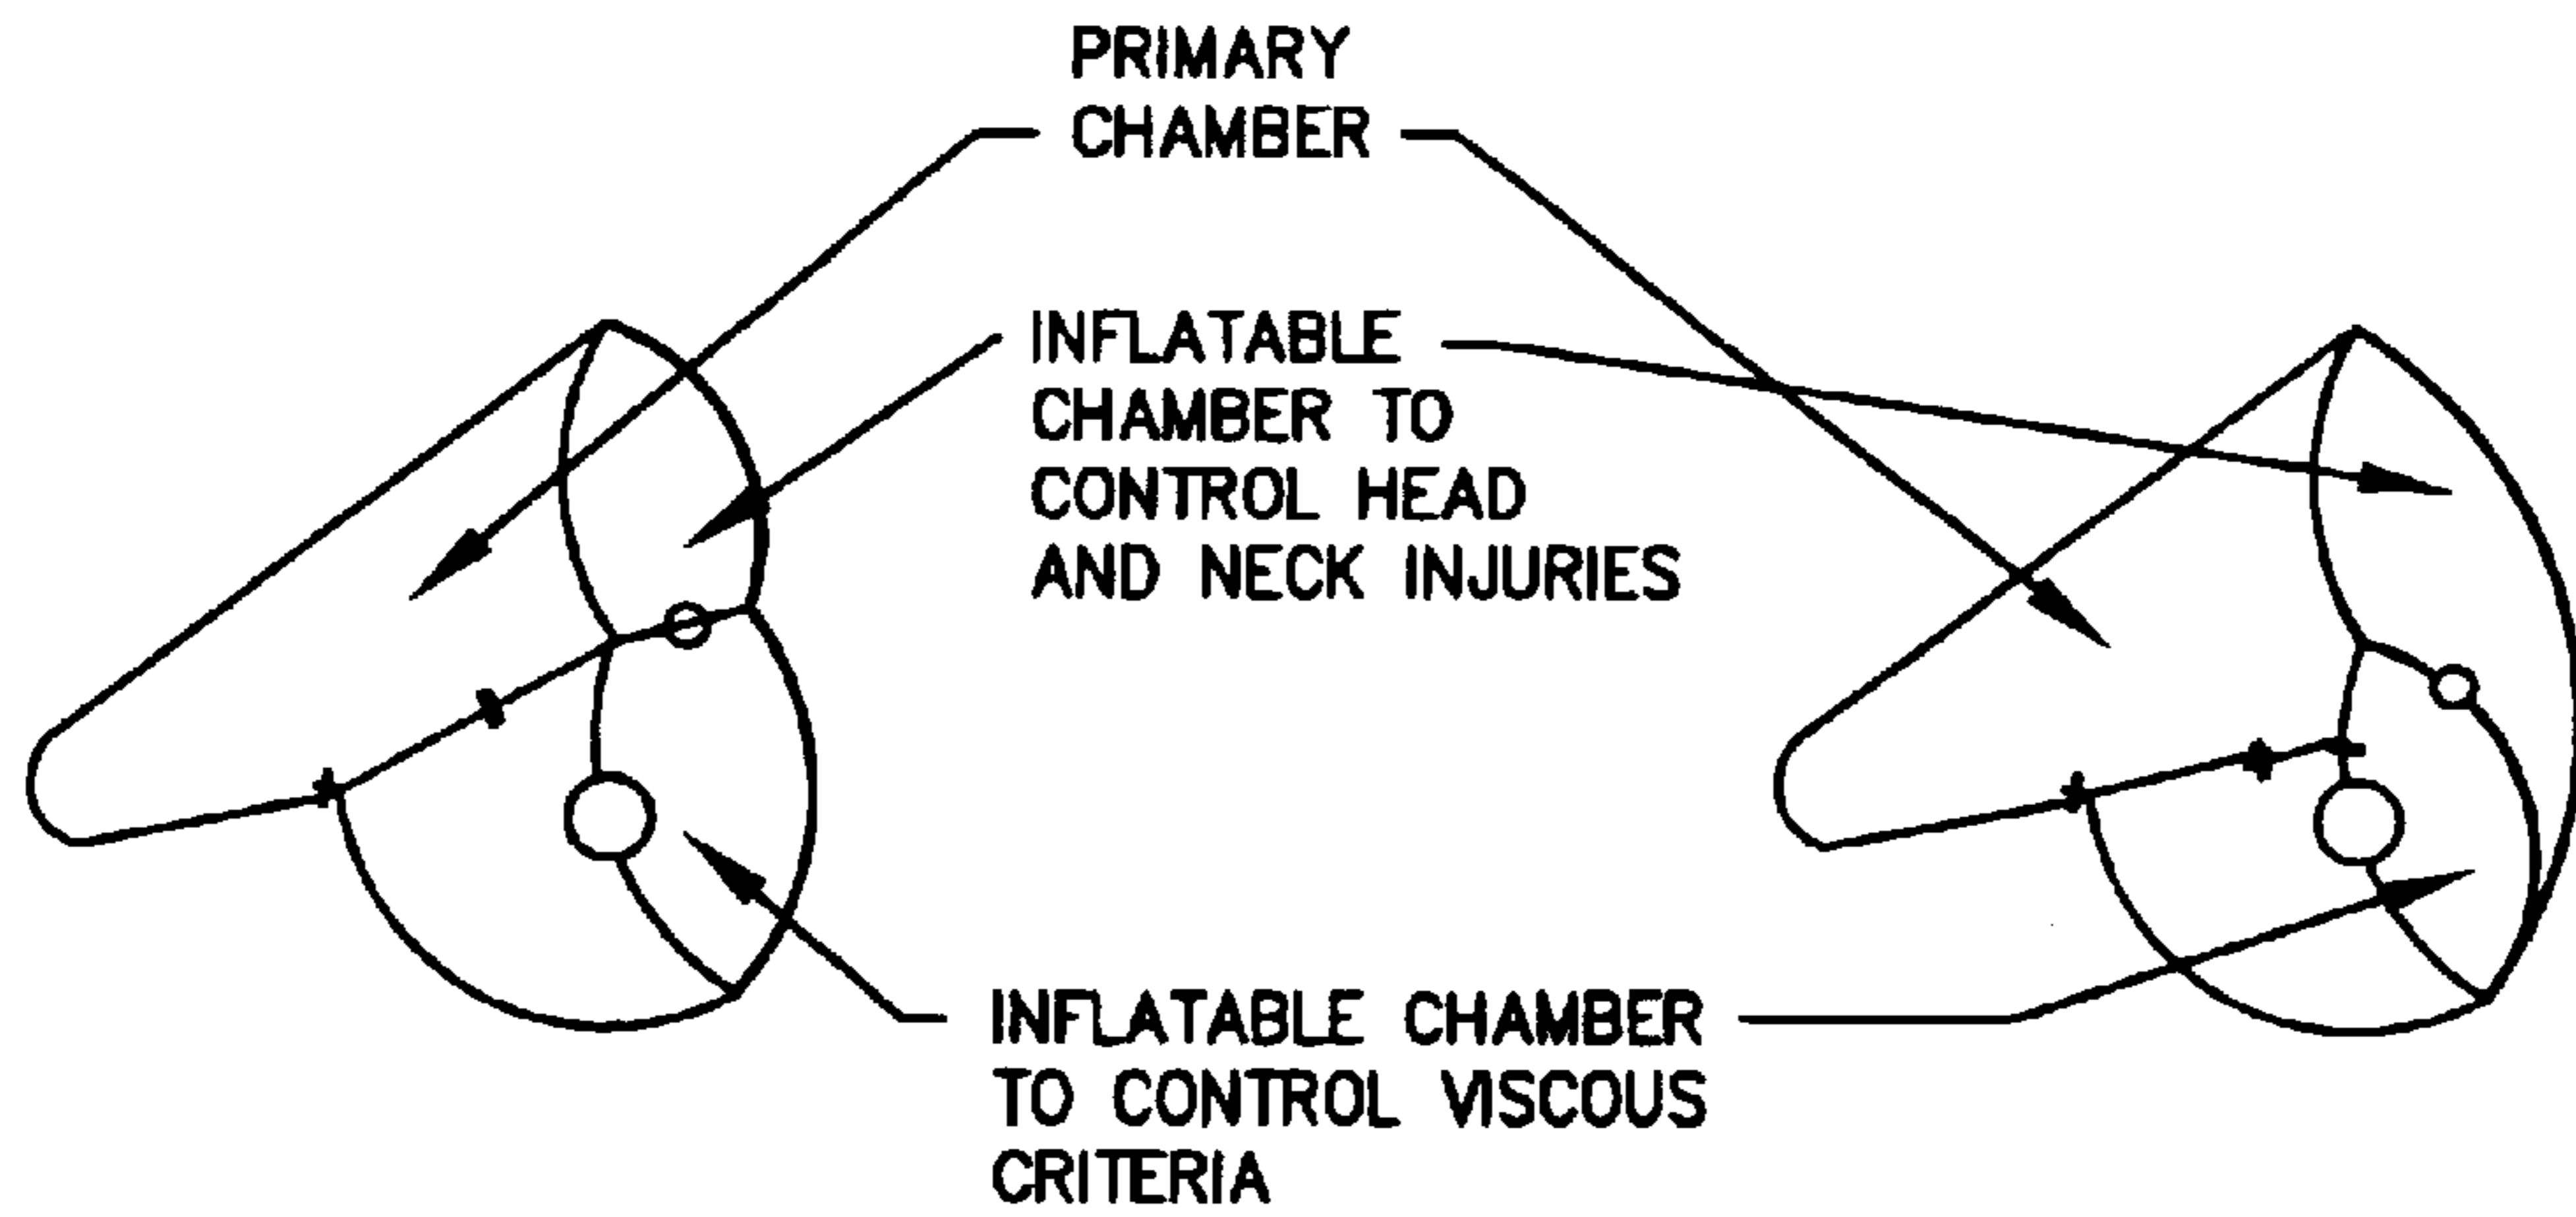 PRIMARY
CHAMBER
INFLATABLE
CHAMBER TO
CONTROL HEAD
AND NECK INJURIES
INFLATABLE CHAMBER
TO CONTROL VISCOUS
CRITERIA